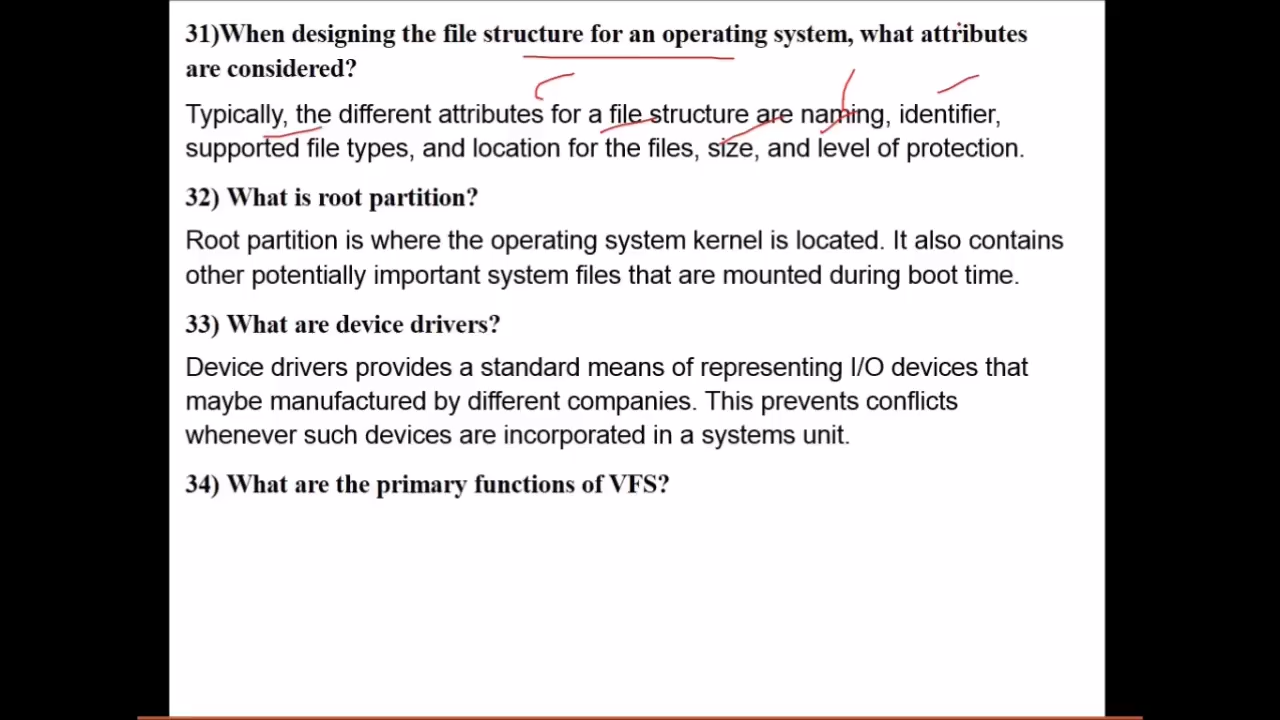 31)When designing the file structure for an operating system, what attributes
are considered?
Typically, the different attributes for a file structure are naming, identifier,
supported file types, and location for the files, size, and level of protection.
32) What is root partition?
Root partition is where the operating system kernel is located. It also contains
other potentially important system files that are mounted during boot time.
33) What are device drivers?
Device drivers provides a standard means of representing I/O devices that
maybe manufactured by different companies. This prevents conflicts
whenever such devices are incorporated in a systems unit.
34) What are the primary functions of VFS?